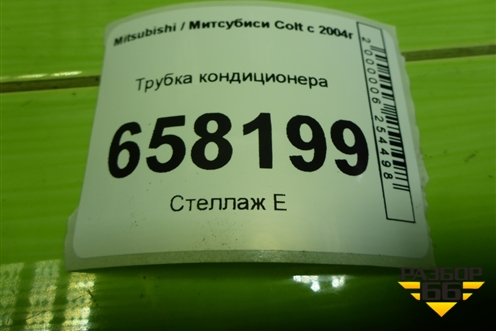 Mitsubishi / Митсубиси Colt с 2004г
Трубка кондиционера
658199
Стеллаж Е
2000006254498
РАЗБОР
66